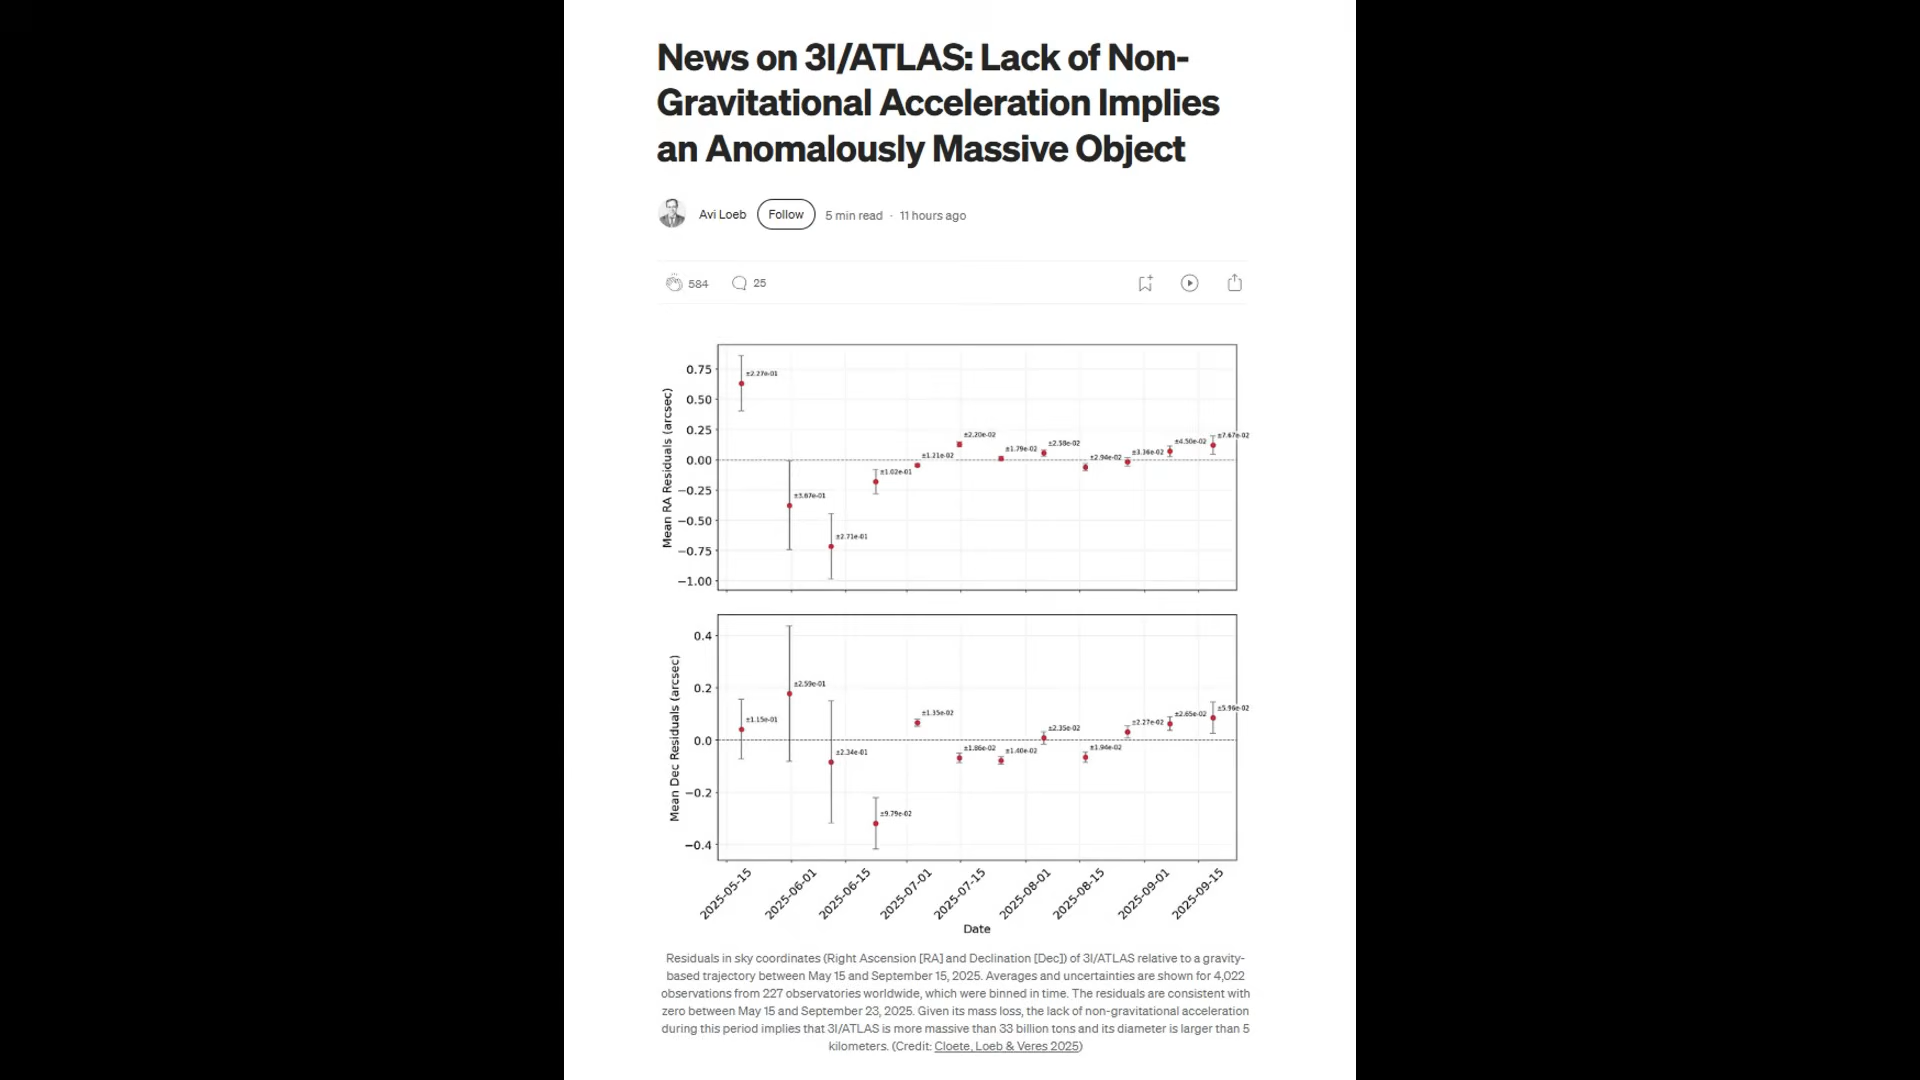 News on 3I/ATLAS: Lack of Non-
Gravitational Acceleration Implies
an Anomalously Massive Object
Avi Loeb
Follow
5 min read · 11 hours ago
584
25
Mean RA Residuals (arcsec)
0.75
0.50
0.25
0.00
−0.25
−0.50
−0.75
−1.00
±2.27e-01
±3.67e-01
±2.71e-01
±1.02e-01
±1.21e-02
±2.20e-02
±1.79e-02
±2.58e-02
±2.94e-02
±3.36e-02
±4.50e-02
±7.67e-02
Mean Dec Residuals (arcsec)
0.4
0.2
0.0
−0.2
−0.4
±1.15e-01
±2.59e-01
±2.34e-01
±9.79e-02
±1.35e-02
±1.86e-02
±1.40e-02
±2.35e-02
±1.94e-02
±2.27e-02
±2.65e-02
±5.96e-02
2025-05-15
2025-06-01
2025-06-15
2025-07-01
2025-07-15
2025-08-01
2025-08-15
2025-09-01
2025-09-15
Date
Residuals in sky coordinates (Right Ascension [RA] and Declination [Dec]) of 3I/ATLAS relative to a gravity-
based trajectory between May 15 and September 15, 2025. Averages and uncertainties are shown for 4,022
observations from 227 observatories worldwide, which were binned in time. The residuals are consistent with
zero between May 15 and September 23, 2025. Given its mass loss, the lack of non-gravitational acceleration
during this period implies that 3I/ATLAS is more massive than 33 billion tons and its diameter is larger than 5
kilometers. (Credit: Cloete, Loeb & Veres 2025)